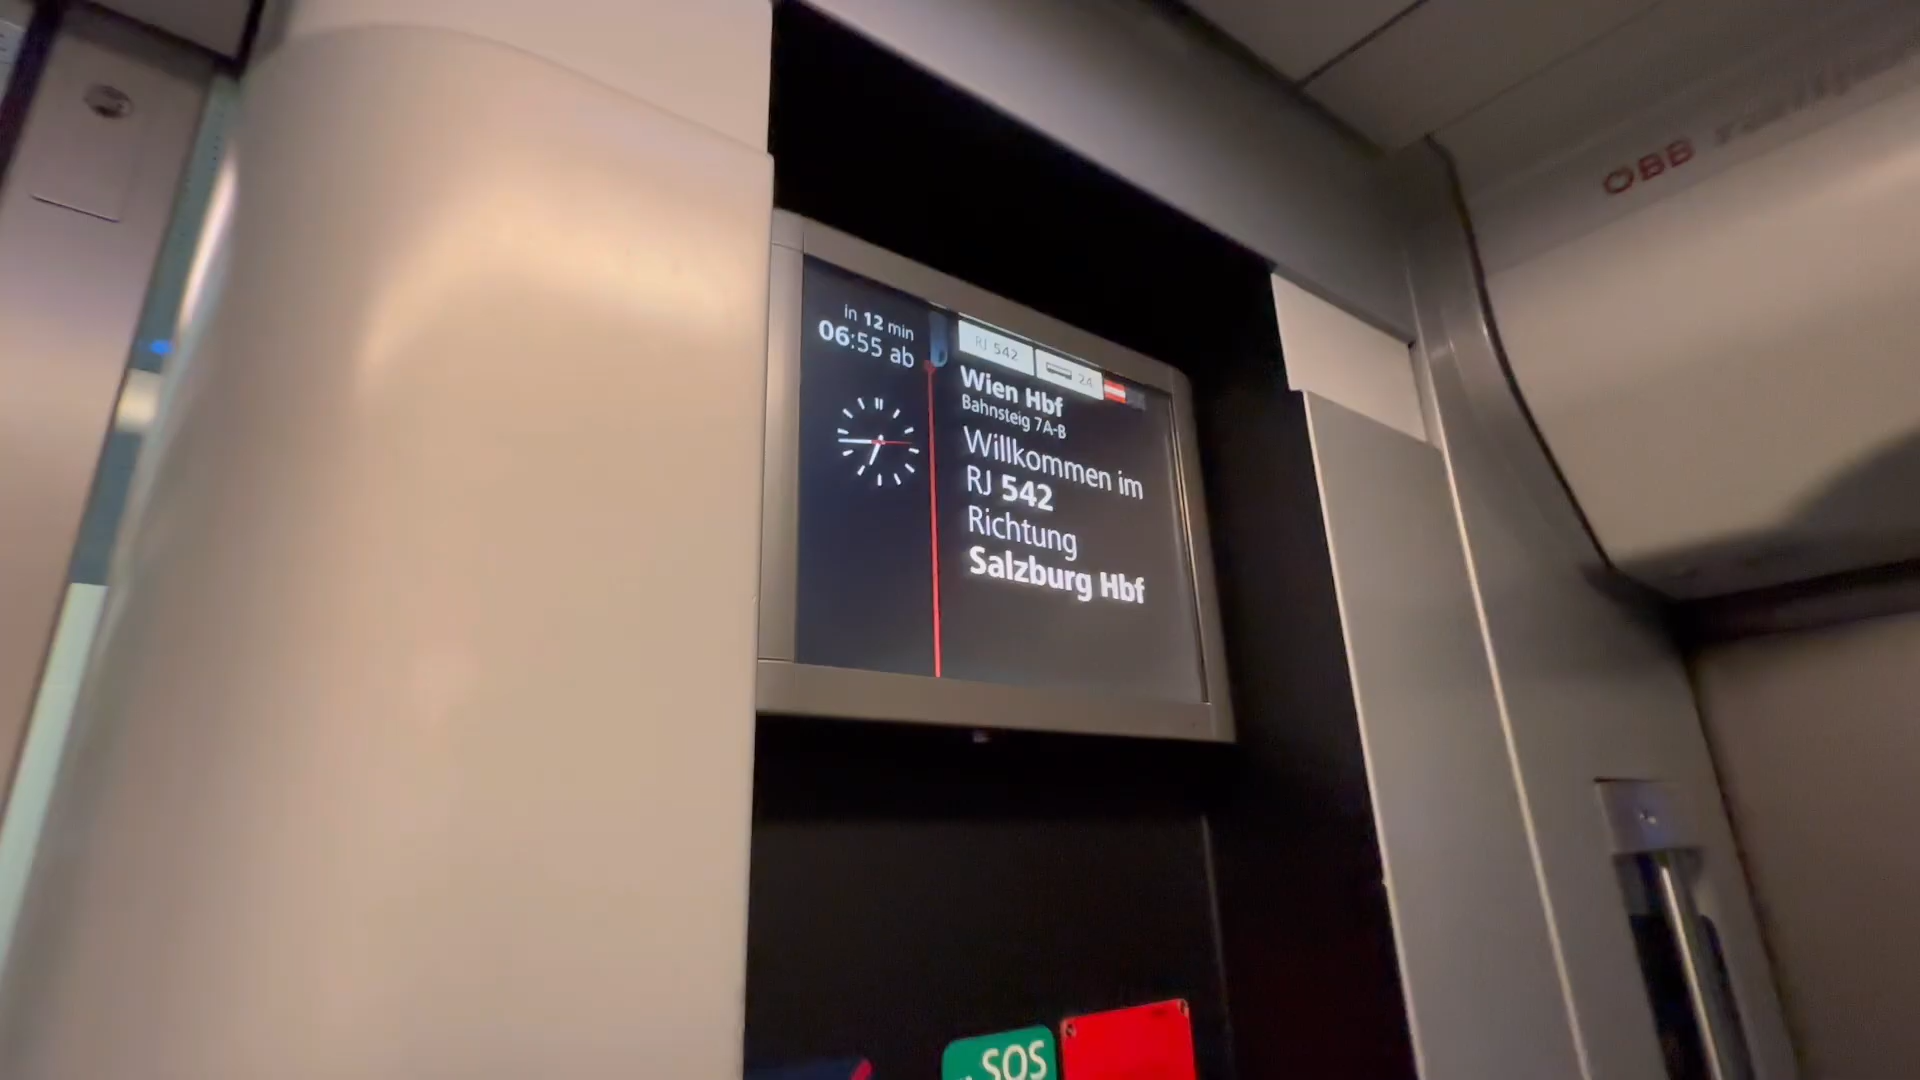 ÖBB
in 12 min
06:55 ab
RJ 542
24
Wien Hbf
Bahnsteig 7A-B
Willkommen im
RJ 542
Richtung
Salzburg Hbf
SOS